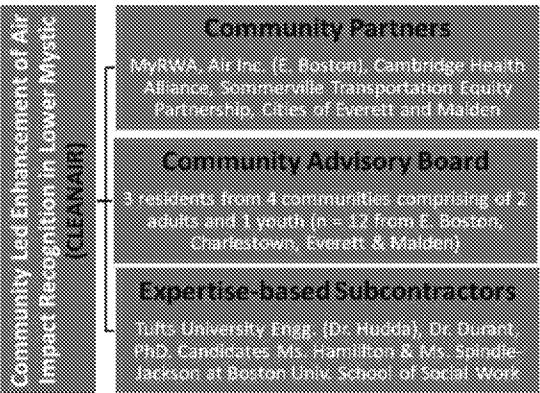 Community Led Enhancement of Air
Impact Recognition in Lower Mystic
(CLEANAIR)
Community Partners
MyRWA, Air Inc. (E. Boston), Cambridge Health
Alliance, Sommerville Transportation Equity
Partnership, Cities of Everett and Malden
Community Advisory Board
3 residents from 4 communities comprising of 2
adults and 1 youth (n = 12 from E. Boston,
Charlestown, Everett & Malden)
Expertise-based Subcontractors
Tufts University Engg. (Dr. Hudda), Dr. Durant,
PhD. Candidates Ms. Hamilton & Ms. Spindle-
Jackson at Boston Univ. School of Social Work